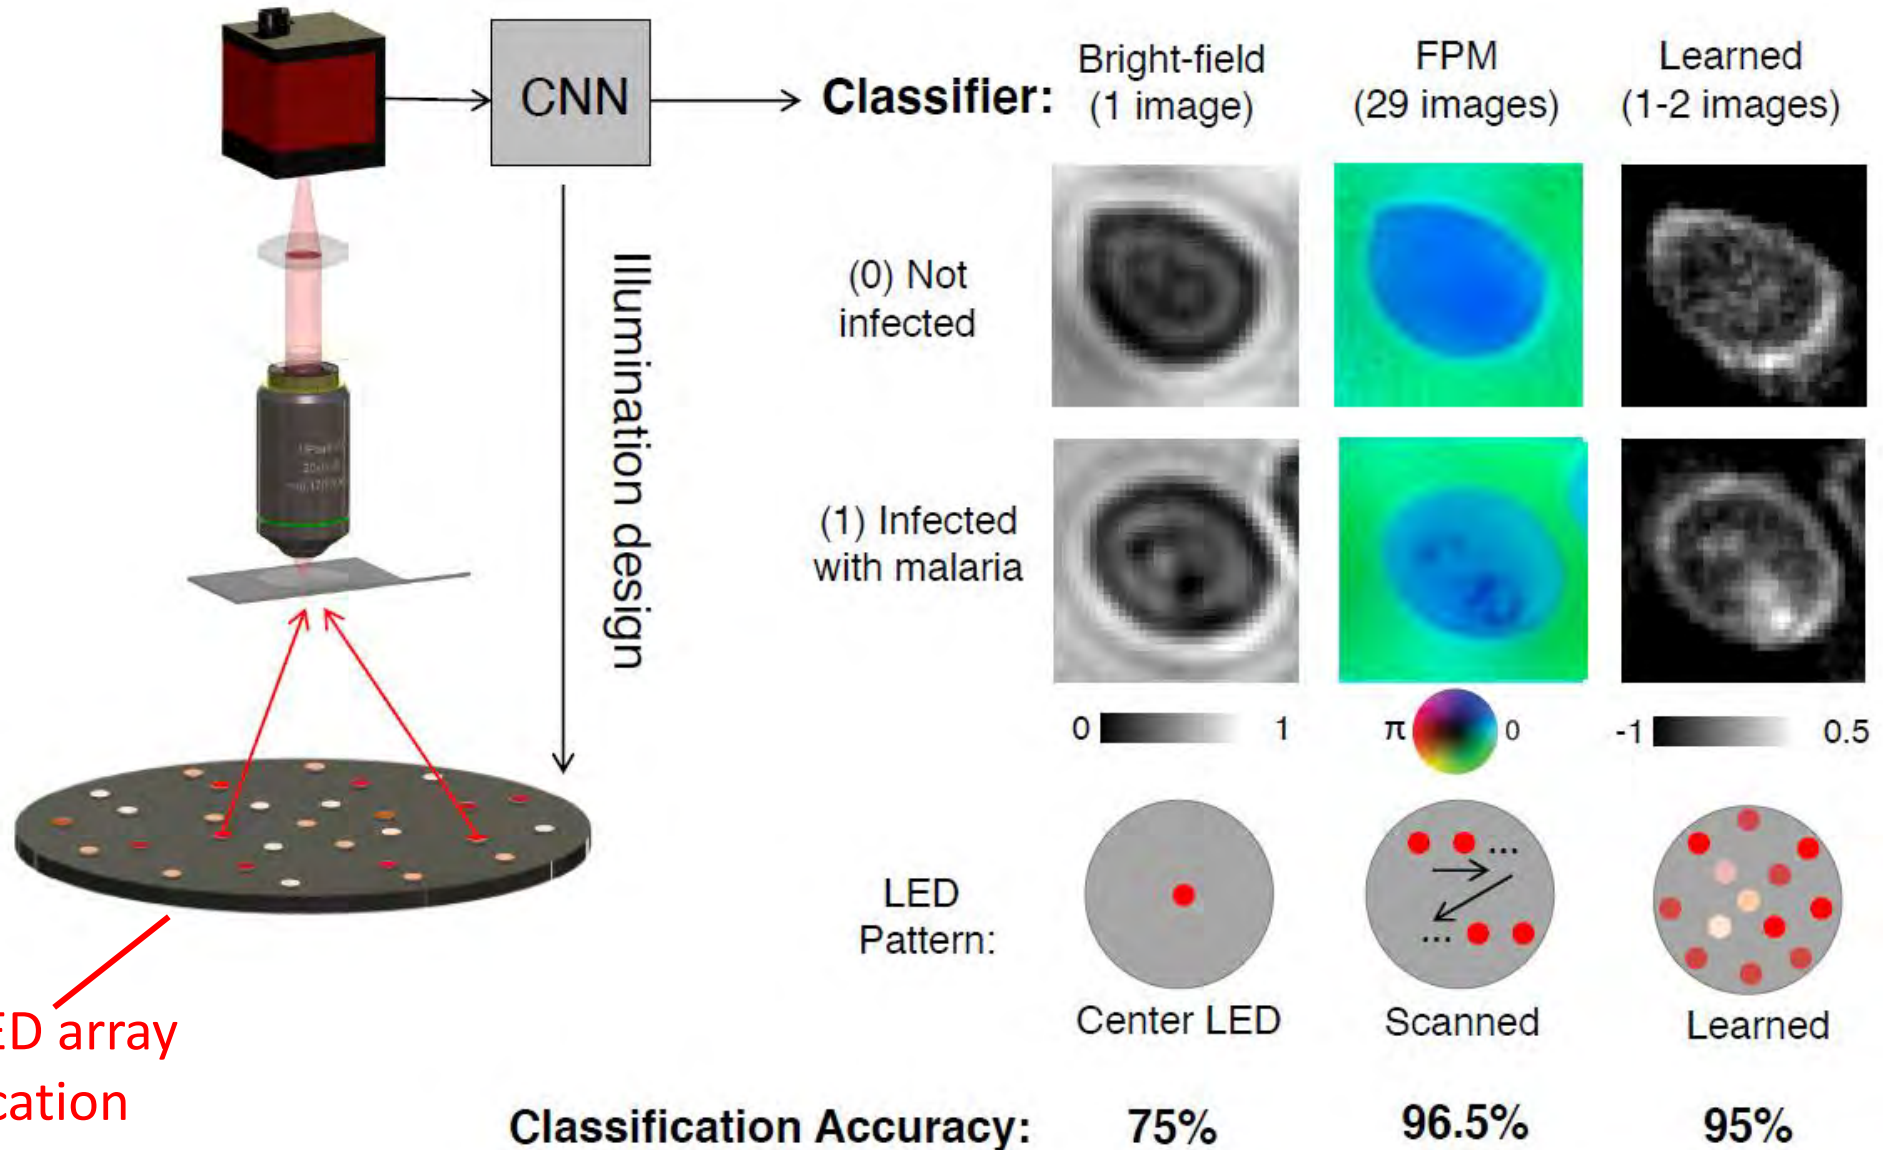 CNN
Classifier:
Bright-field
(1 image)
FPM
(29 images)
Learned
(1-2 images)
Illumination design
(0) Not
infected
(1) Infected
with malaria
0
1
π
0
-1
0.5
LED
Pattern:
...
...
Center LED
Scanned
Learned
ED array
cation
Classification Accuracy:
75%
96.5%
95%